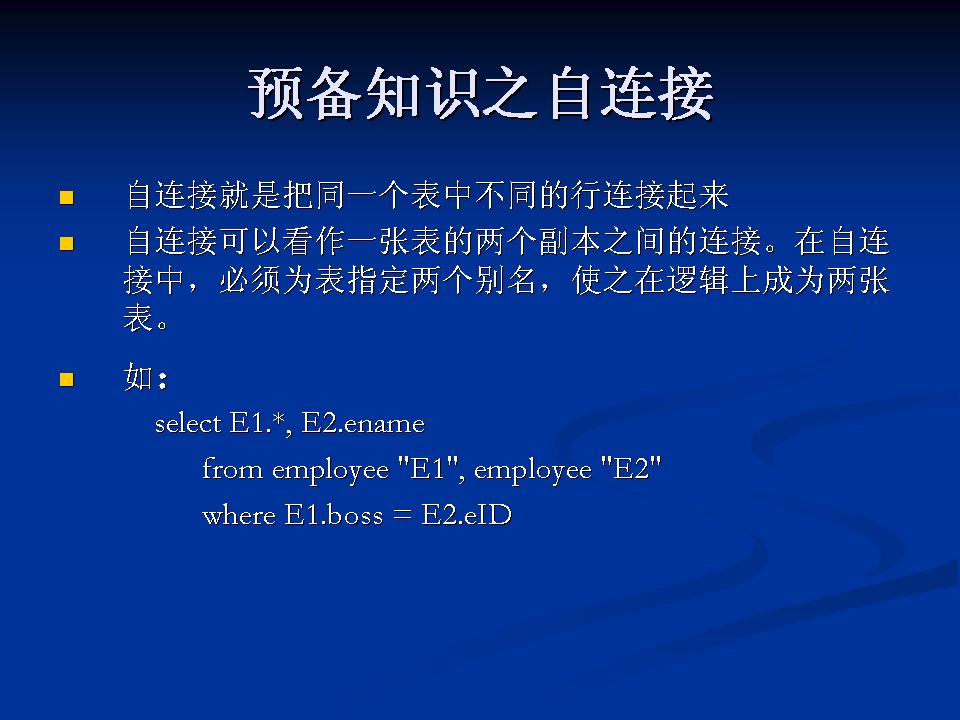 预备知识之自连接
自连接就是把同一个表中不同的行连接起来
自连接可以看作一张表的两个副本之间的连接。在自连
接中，必须为表指定两个别名，使之在逻辑上成为两张
表。
如：
select E1.*, E2.ename
from employee "E1", employee "E2"
where E1.boss = E2.eID